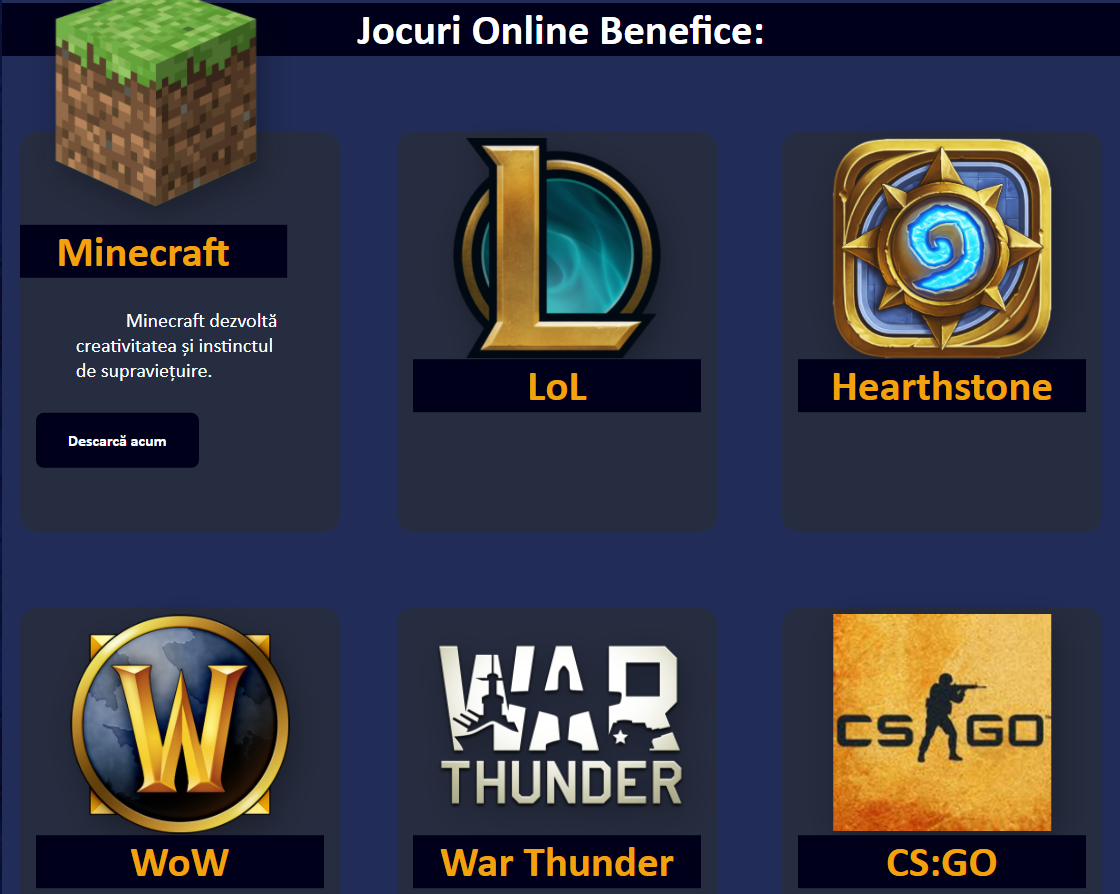 Jocuri Online Benefice:
Minecraft
Minecraft dezvoltă
creativitatea și instinctul
de supraviețuire.
Descarcă acum
LoL
Hearthstone
W
WAR
THUNDER
CS GO
WoW
War Thunder
CS:GO